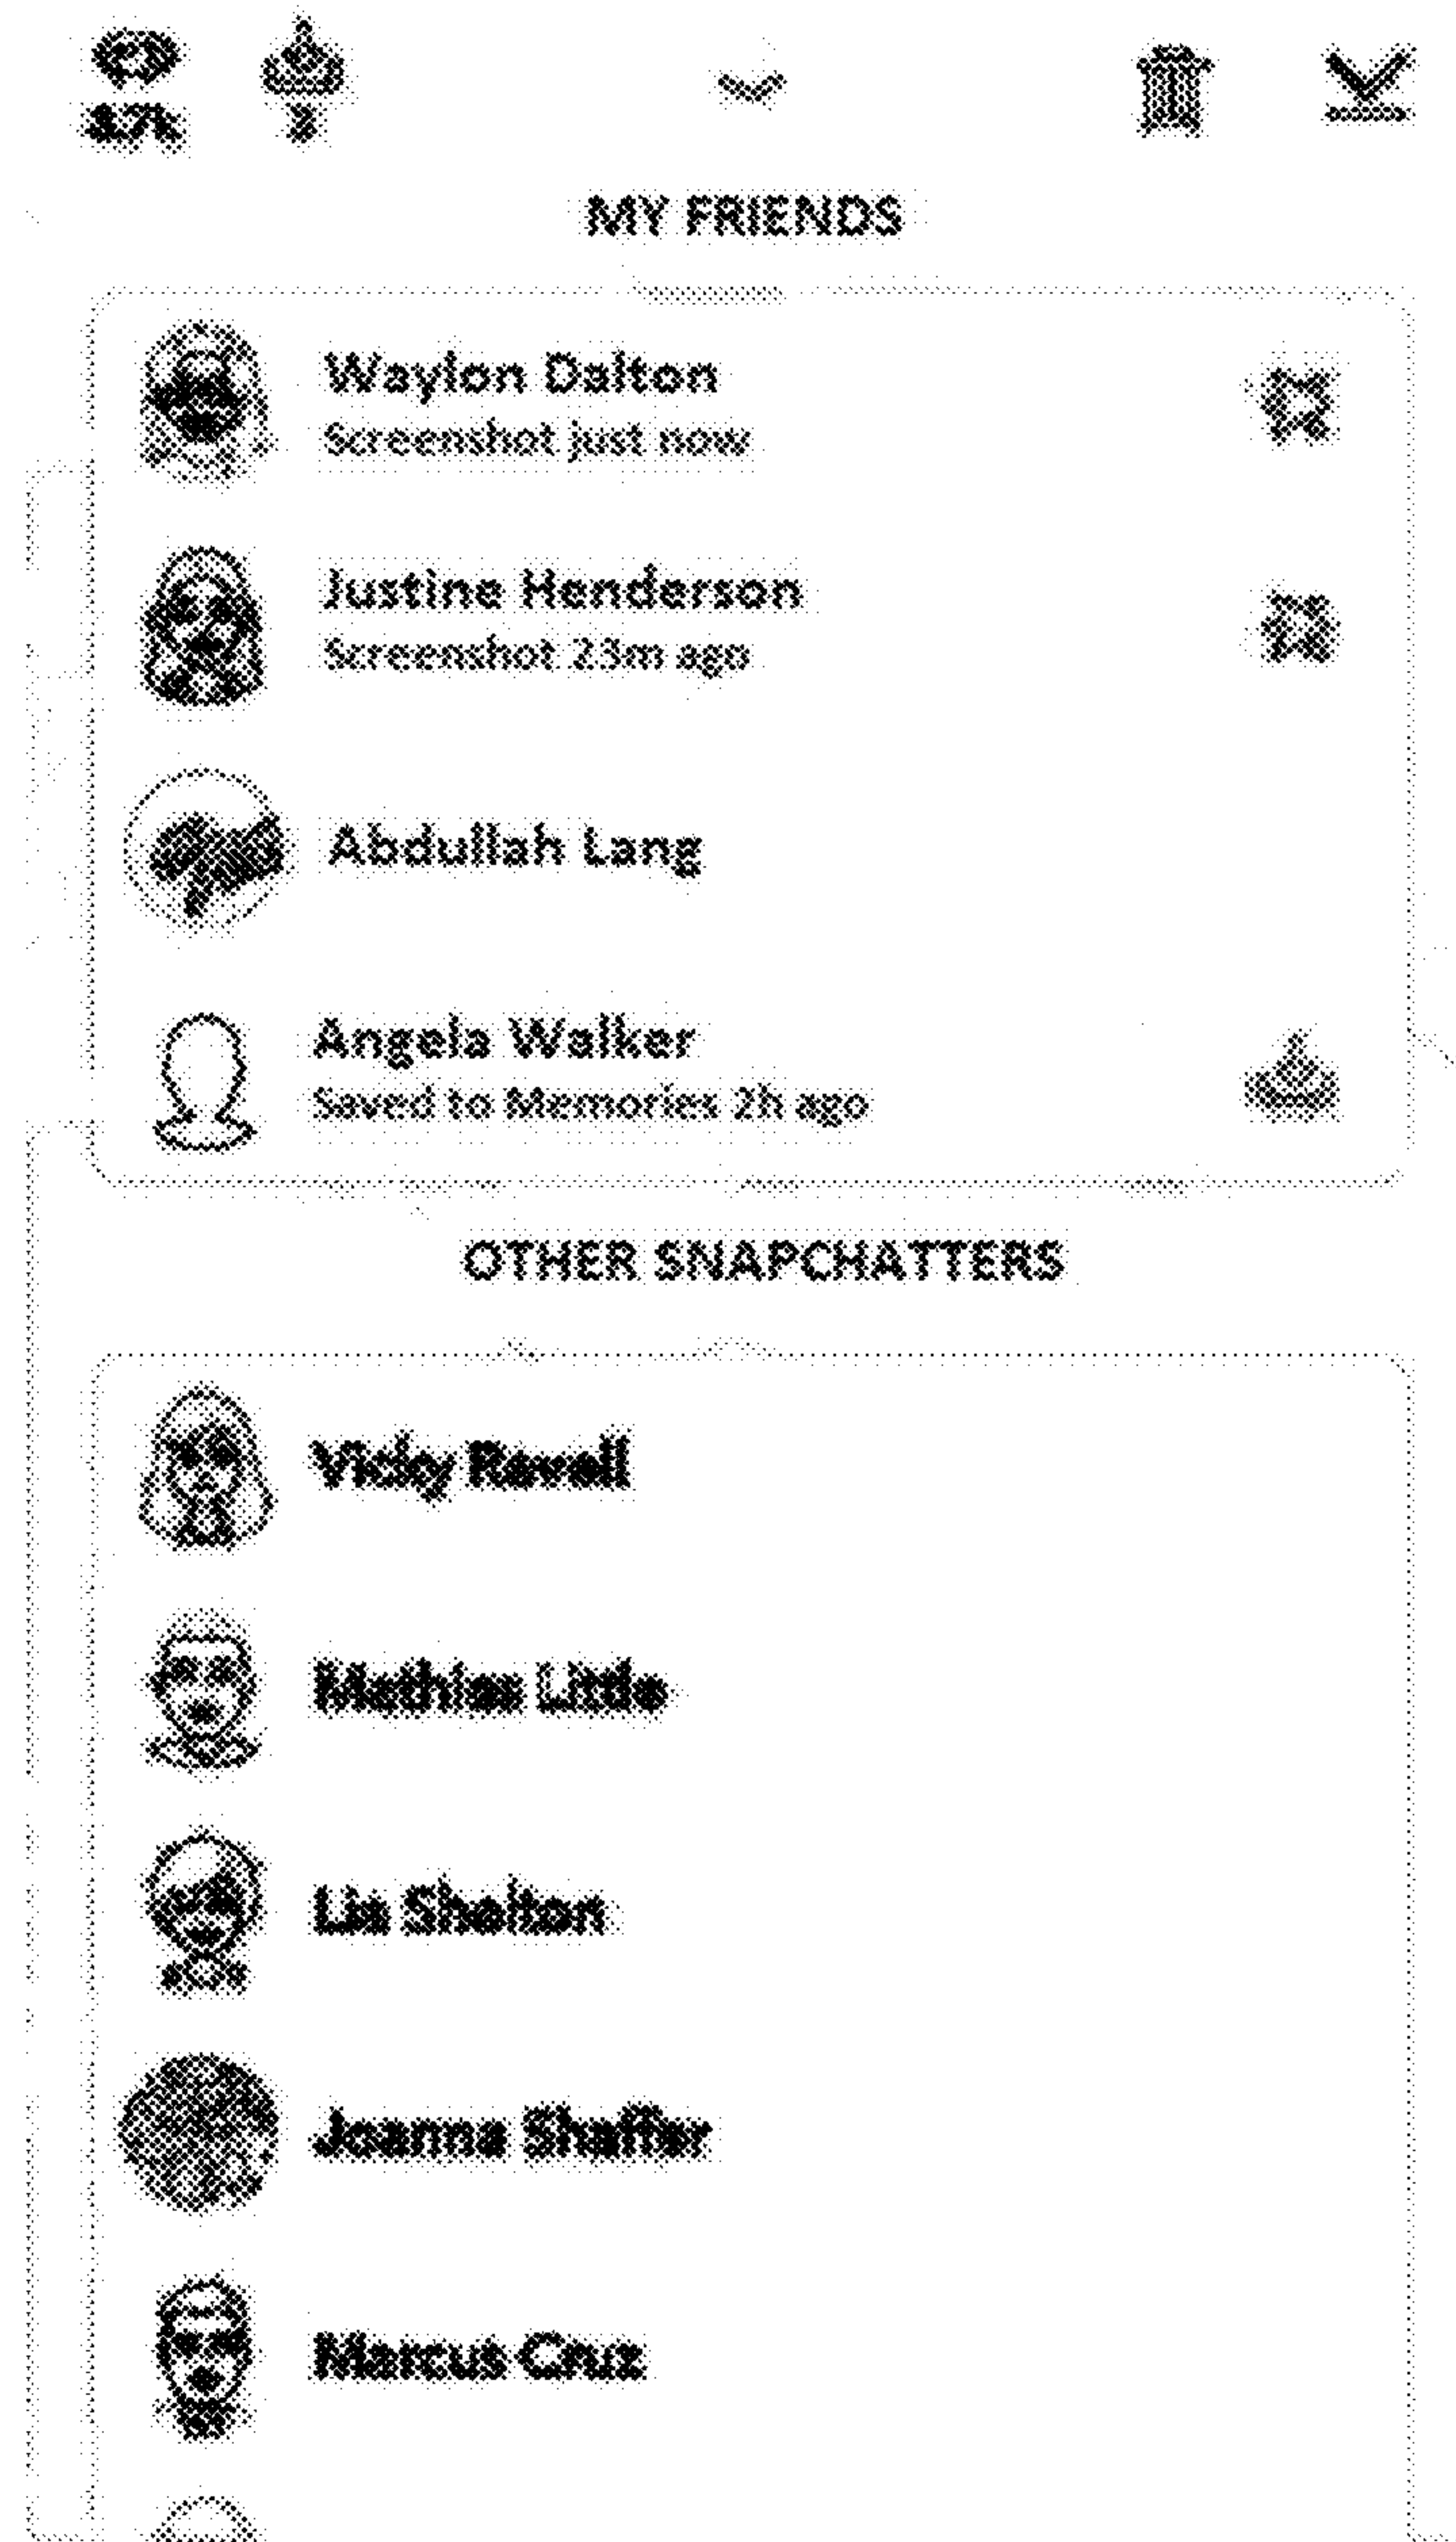 MY FRIENDS
Waylon Dalton
Screenshot just now
Justine Henderson
Screenshot 23m ago
Abdullah Lang
Angela Walker
Saved to Memories 2h ago
OTHER SNAPCHATTERS
Vicky
Mathias Little
Lia Shelton
Joanna Shaffer
Marcus Cruz